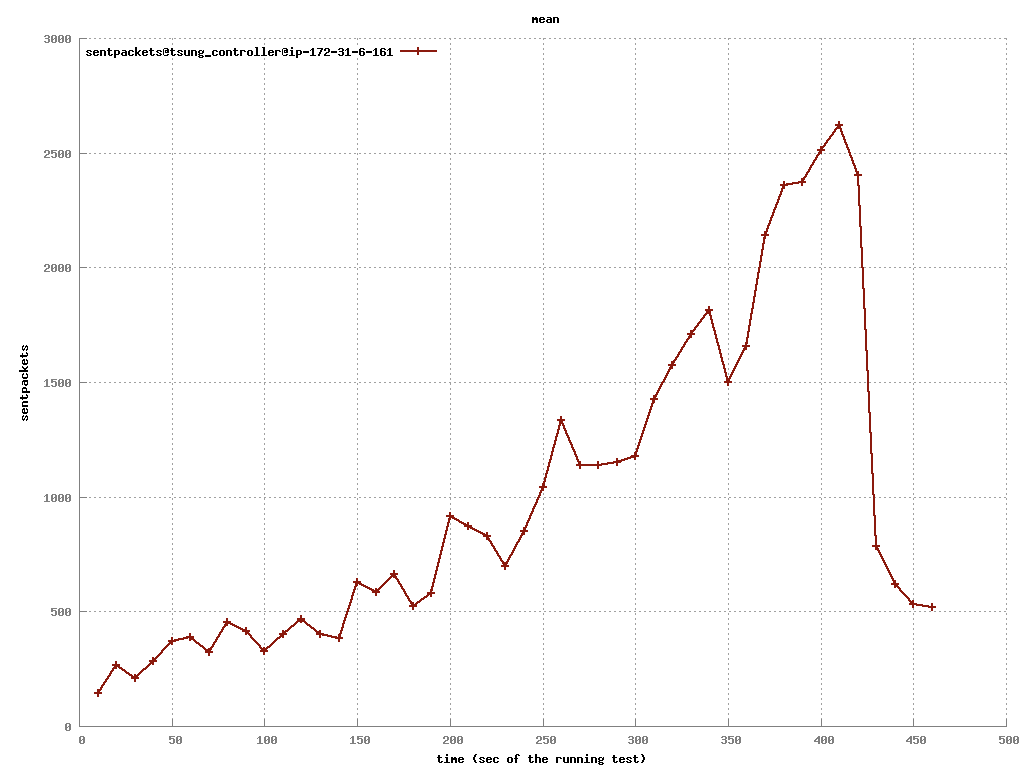 mean
sentpackets@tsung_controller@ip-172-31-6-161
3000
2500
2000
1500
1000
500
0
sentpackets
0 50 100 150 200 250 300 350 400 450 500
time (sec of the running test)